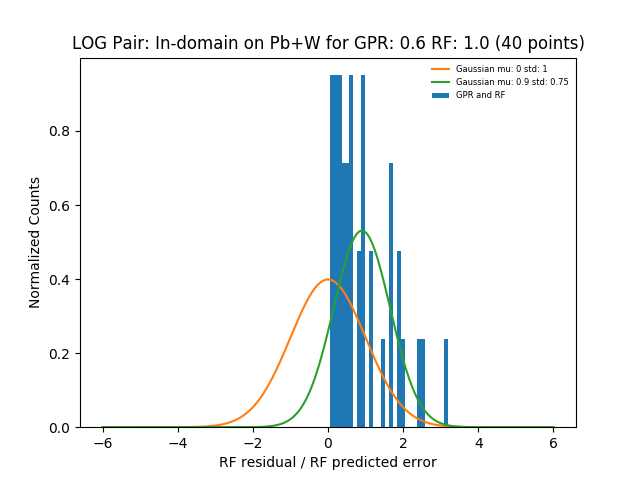 LOG Pair: In-domain on Pb+W for GPR: 0.6 RF: 1.0 (40 points)
Gaussian mu: 0 std: 1
Gaussian mu: 0.9 std: 0.75
GPR and RF
Normalized Counts
0.8
0.6
0.4
0.2
0.0
−6
−4
−2
0
2
4
6
RF residual / RF predicted error